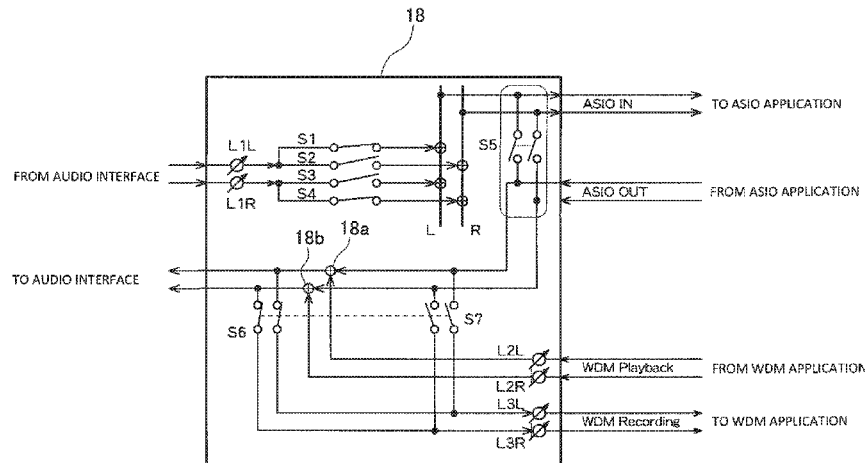 18
ASIO IN
TO ASIO APPLICATION
S1
L1L
S2
S5
FROM AUDIO INTERFACE
S3
FROM ASIO APPLICATION
ASIO OUT
L1R
S4
L
R
18a
18b
TO AUDIO INTERFACE
S6
S7
L2L
WDM Playback
FROM WDM APPLICATION
L2R
L3L
WDM Recording
TO WDM APPLICATION
L3R